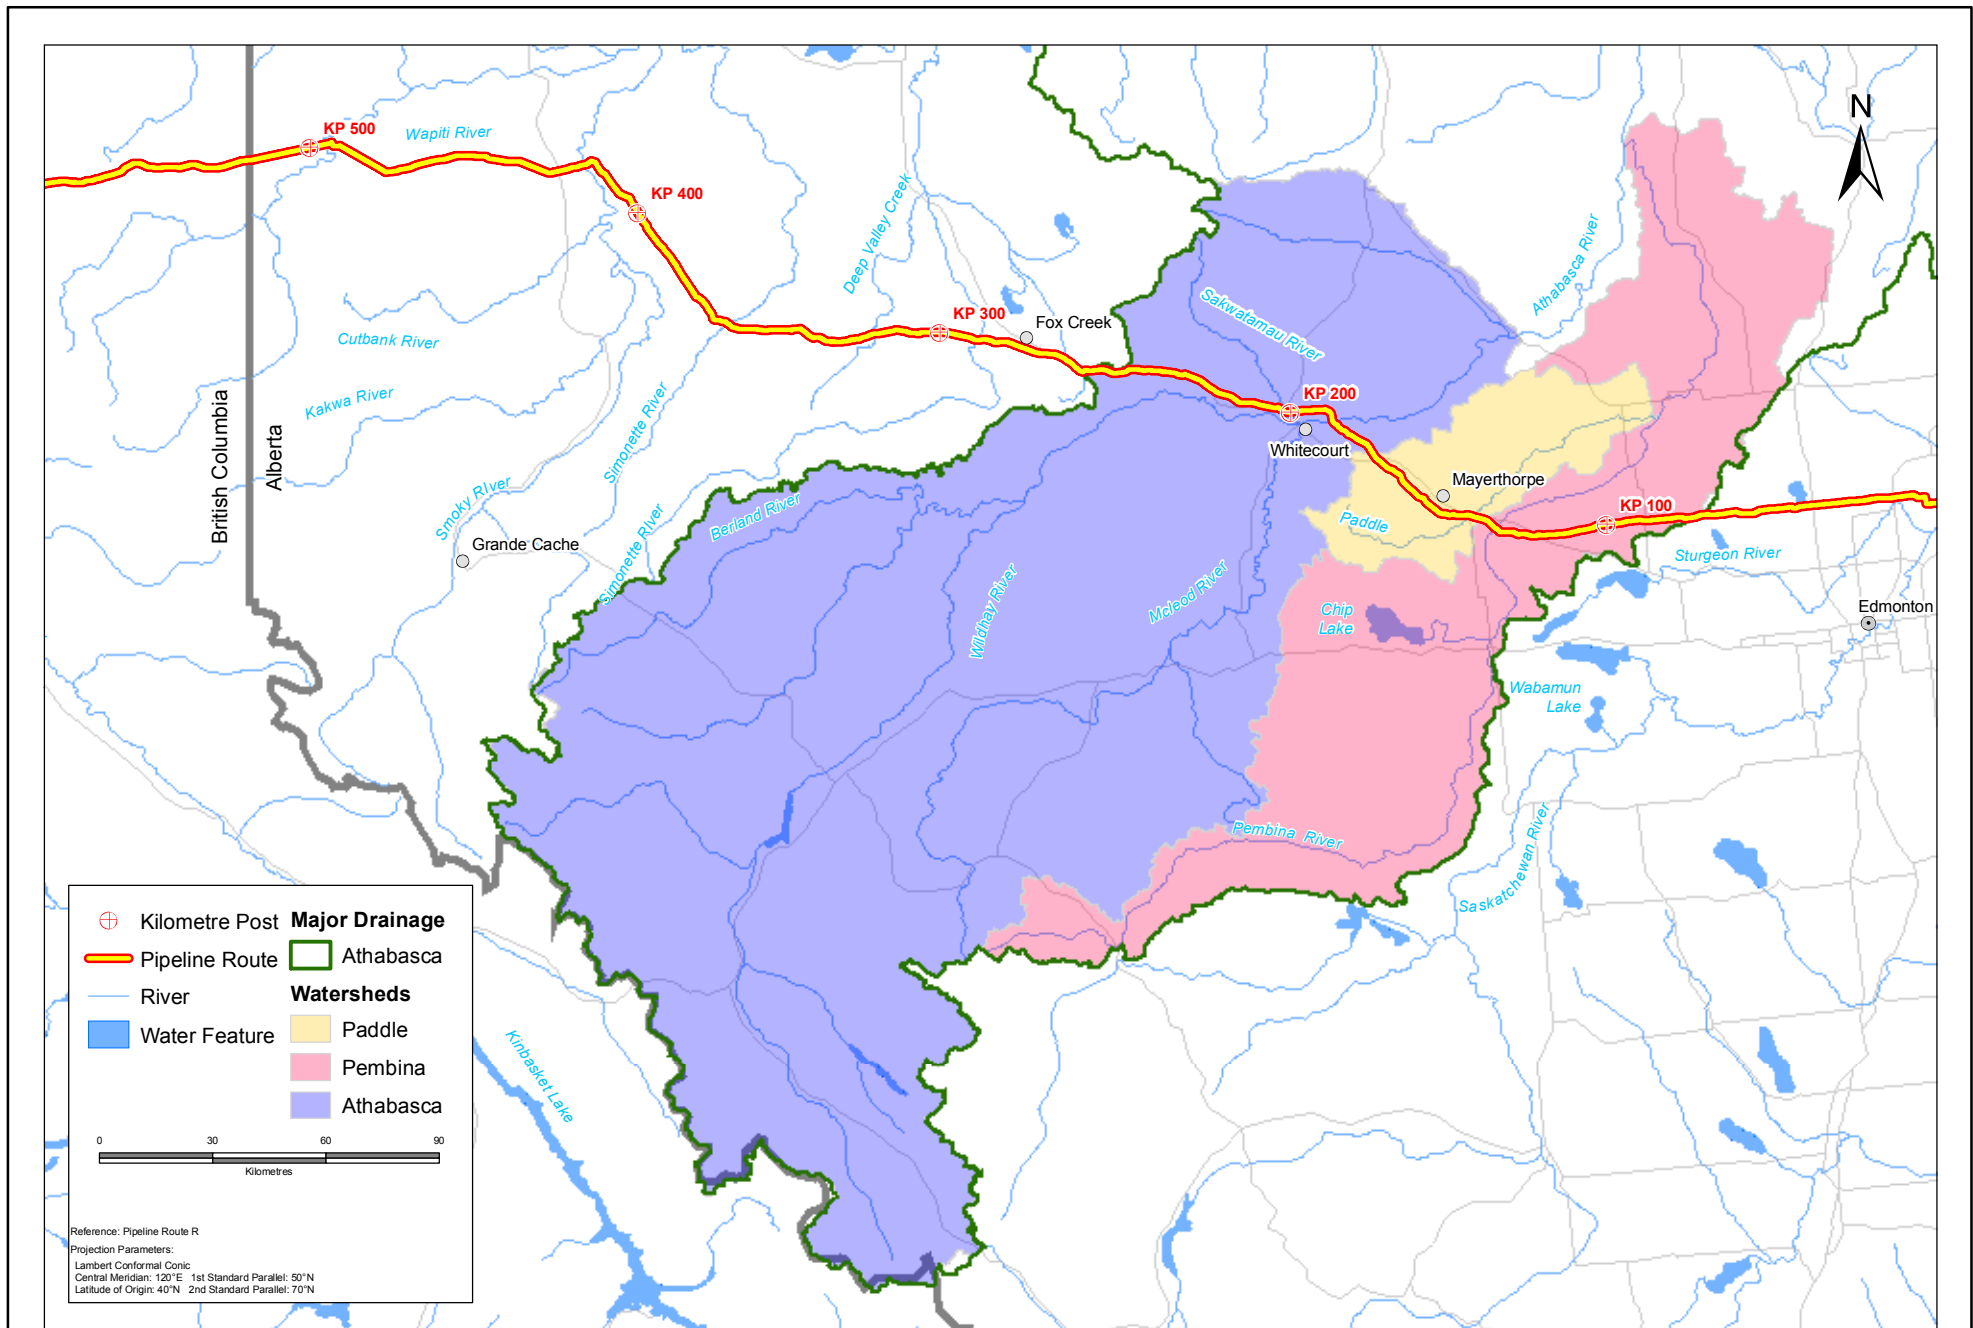 N
KP 500
Wapiti River
KP 400
Deep Valley Creek
Athabasca River
KP 300
Fox Creek
Sakwatamau River
Cutbank River
Kakwa River
KP 200
Whitecourt
British Columbia
Alberta
Simonette River
Mayerthorpe
Smoky RIver
Berland River
KP 100
Paddle
Grande Cache
Simonette RIver
Sturgeon River
Wildhay River
Mcleod River
Chip
Lake
Edmonton
Wabamun
Lake
Pembina River
Saskatchewan River
Kinbasket Lake
Kilometre Post
Pipeline Route
River
Water Feature
Major Drainage
Athabasca
Watersheds
Paddle
Pembina
Athabasca
0 30 60 90
Kilometres
Reference: Pipeline Route R
Projection Parameters:
Lambert Conformal Conic
Central Meridian: 120°E 1st Standard Parallel: 50°N
Latitude of Origin: 40°N 2nd Standard Parallel: 70°N